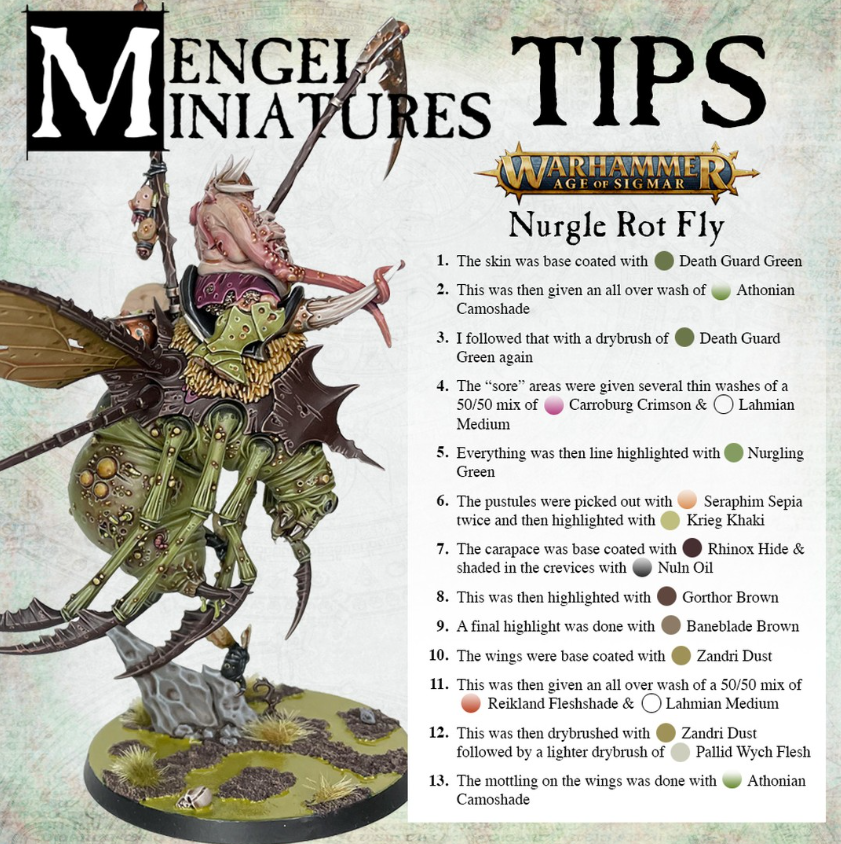 MENGEL
MINIATURES
TIPS
WARHAMMER
AGE OF SIGMAR
Nurgle Rot Fly
1. The skin was base coated with Death Guard Green
2. This was then given an all over wash of Athonian
Camoshade
3. I followed that with a drybrush of Death Guard
Green again
4. The “sore” areas were given several thin washes of a
50/50 mix of Carroburg Crimson & Lahmian
Medium
5. Everything was then line highlighted with Nurgling
Green
6. The pustules were picked out with Seraphim Sepia
twice and then highlighted with Krieg Khaki
7. The carapace was base coated with Rhinox Hide &
shaded in the crevices with Nuln Oil
8. This was then highlighted with Gorthor Brown
9. A final highlight was done with Baneblade Brown
10. The wings were base coated with Zandri Dust
11. This was then given an all over wash of a 50/50 mix of
Reikland Fleshshade & Lahmian Medium
12. This was then drybrushed with Zandri Dust
followed by a lighter drybrush of Pallid Wych Flesh
13. The mottling on the wings was done with Athonian
Camoshade